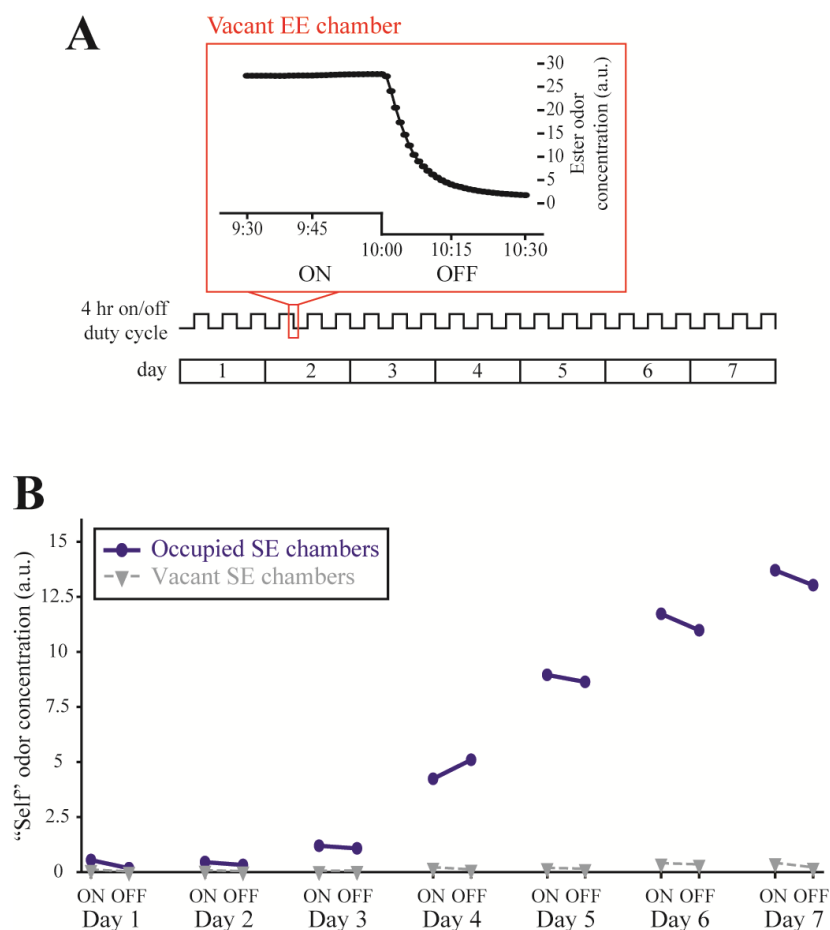 A
Vacant EE chamber
30
25
20
15
10
5
0
Ester odor
concentration (a.u.)
9:30 9:45 10:00 10:15 10:30
ON OFF
4 hr on/off
duty cycle
day 1 2 3 4 5 6 7
B
"Self" odor concentration (a.u.)
15
12.5
10
7.5
5
2.5
0
Occupied SE chambers
Vacant SE chambers
ON OFF ON OFF ON OFF ON OFF ON OFF ON OFF ON OFF
Day 1 Day 2 Day 3 Day 4 Day 5 Day 6 Day 7